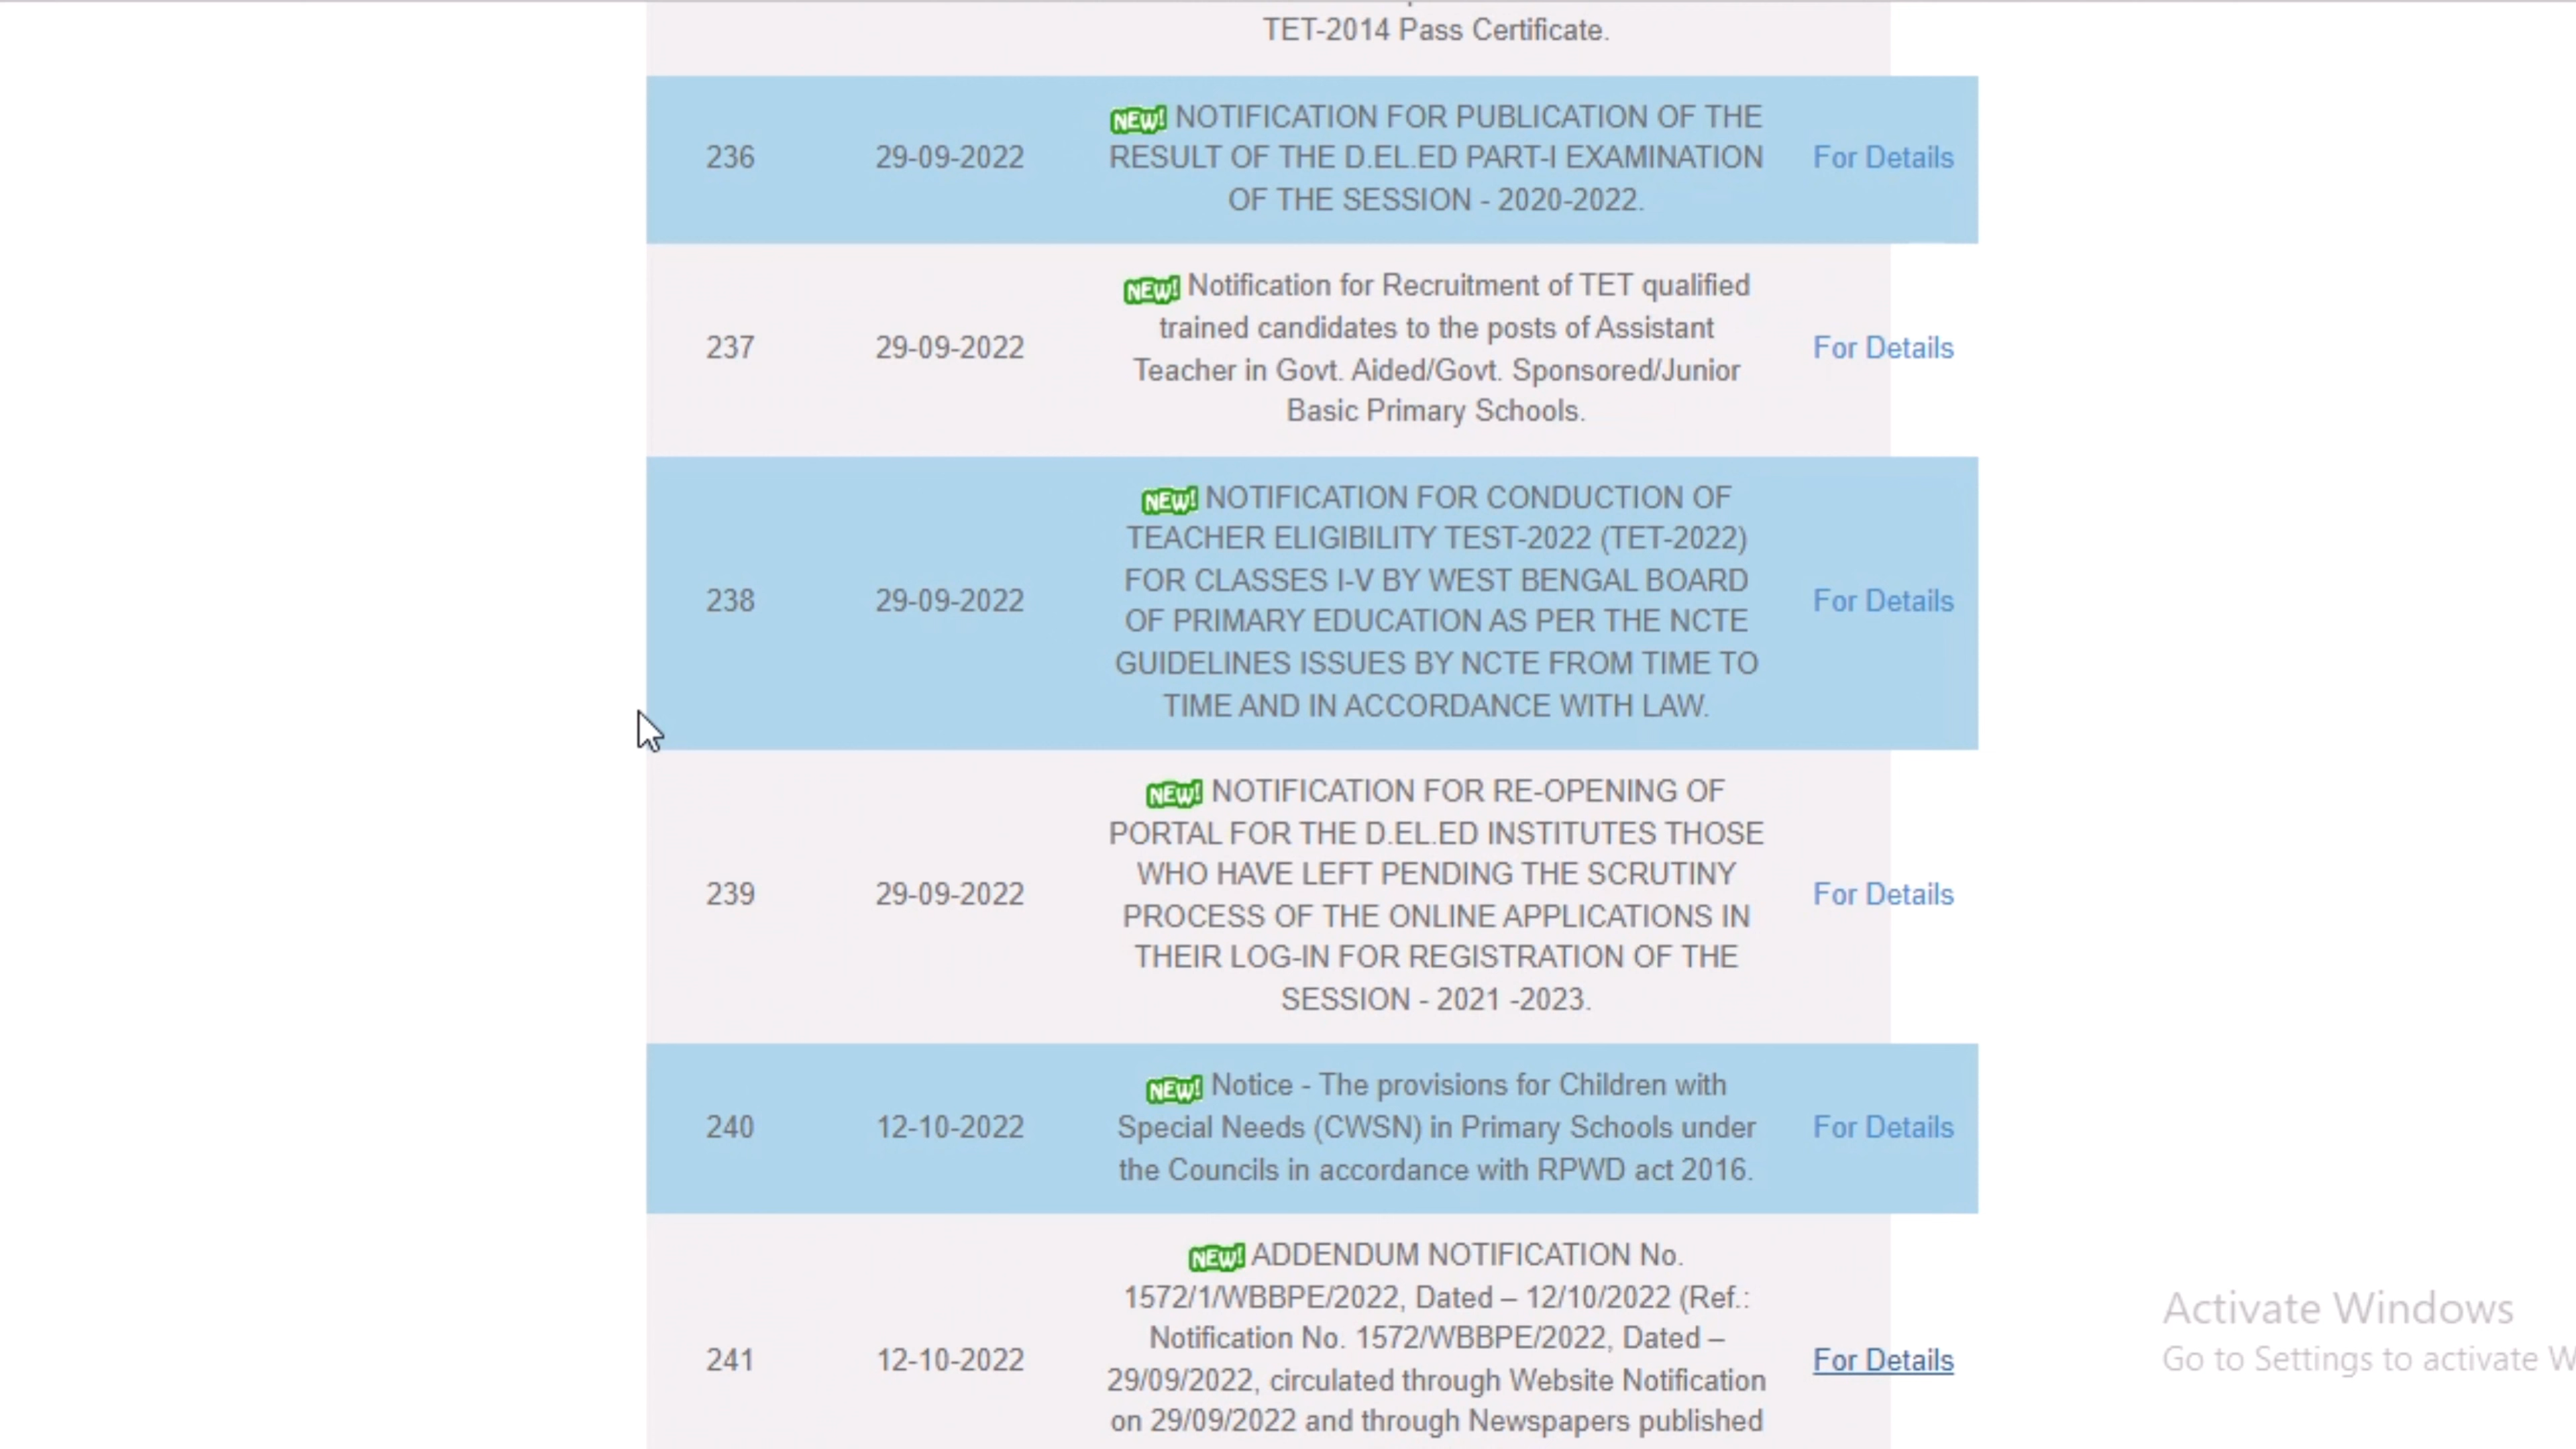 TET-2014 Pass Certificate.
236 29-09-2022 NEW! NOTIFICATION FOR PUBLICATION OF THE
RESULT OF THE D.EL.ED PART-I EXAMINATION
OF THE SESSION - 2020-2022.
For Details
237 29-09-2022 NEW! Notification for Recruitment of TET qualified
trained candidates to the posts of Assistant
Teacher in Govt. Aided/Govt. Sponsored/Junior
Basic Primary Schools.
For Details
238 29-09-2022 NEW! NOTIFICATION FOR CONDUCTION OF
TEACHER ELIGIBILITY TEST-2022 (TET-2022)
FOR CLASSES I-V BY WEST BENGAL BOARD
OF PRIMARY EDUCATION AS PER THE NCTE
GUIDELINES ISSUES BY NCTE FROM TIME TO
TIME AND IN ACCORDANCE WITH LAW.
For Details
239 29-09-2022 NEW! NOTIFICATION FOR RE-OPENING OF
PORTAL FOR THE D.EL.ED INSTITUTES THOSE
WHO HAVE LEFT PENDING THE SCRUTINY
PROCESS OF THE ONLINE APPLICATIONS IN
THEIR LOG-IN FOR REGISTRATION OF THE
SESSION - 2021 -2023.
For Details
240 12-10-2022 NEW! Notice - The provisions for Children with
Special Needs (CWSN) in Primary Schools under
the Councils in accordance with RPWD act 2016.
For Details
241 12-10-2022 NEW! ADDENDUM NOTIFICATION No.
1572/1/WBBPE/2022, Dated – 12/10/2022 (Ref.:
Notification No. 1572/WBBPE/2022, Dated –
29/09/2022, circulated through Website Notification
on 29/09/2022 and through Newspapers published
For Details
Activate Windows
Go to Settings to activate W